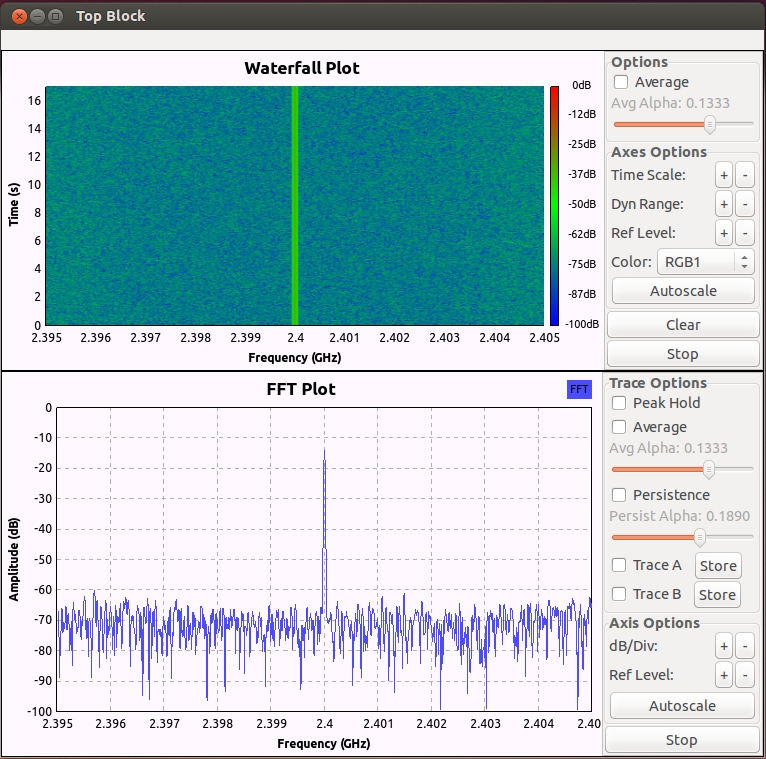 Top Block
Waterfall Plot
Time (s)
16
14
12
10
8
6
4
2
0
2.395 2.396 2.397 2.398 2.399 2.4 2.401 2.402 2.403 2.404 2.405
Frequency (GHz)
0dB
-12dB
-25dB
-37dB
-50dB
-62dB
-75dB
-87dB
-100dB
Options
Average
Avg Alpha: 0.1333
Axes Options
Time Scale: + -
Dyn Range: + -
Ref Level: + -
Color: RGB1
Autoscale
Clear
Stop
FFT Plot
FFT
Amplitude (dB)
0
-10
-20
-30
-40
-50
-60
-70
-80
-90
-100
2.395 2.396 2.397 2.398 2.399 2.4 2.401 2.402 2.403 2.404 2.40
Frequency (GHz)
Trace Options
Peak Hold
Average
Avg Alpha: 0.1333
Persistence
Persist Alpha: 0.1890
Trace A Store
Trace B Store
Axis Options
dB/Div: + -
Ref Level: + -
Autoscale
Stop